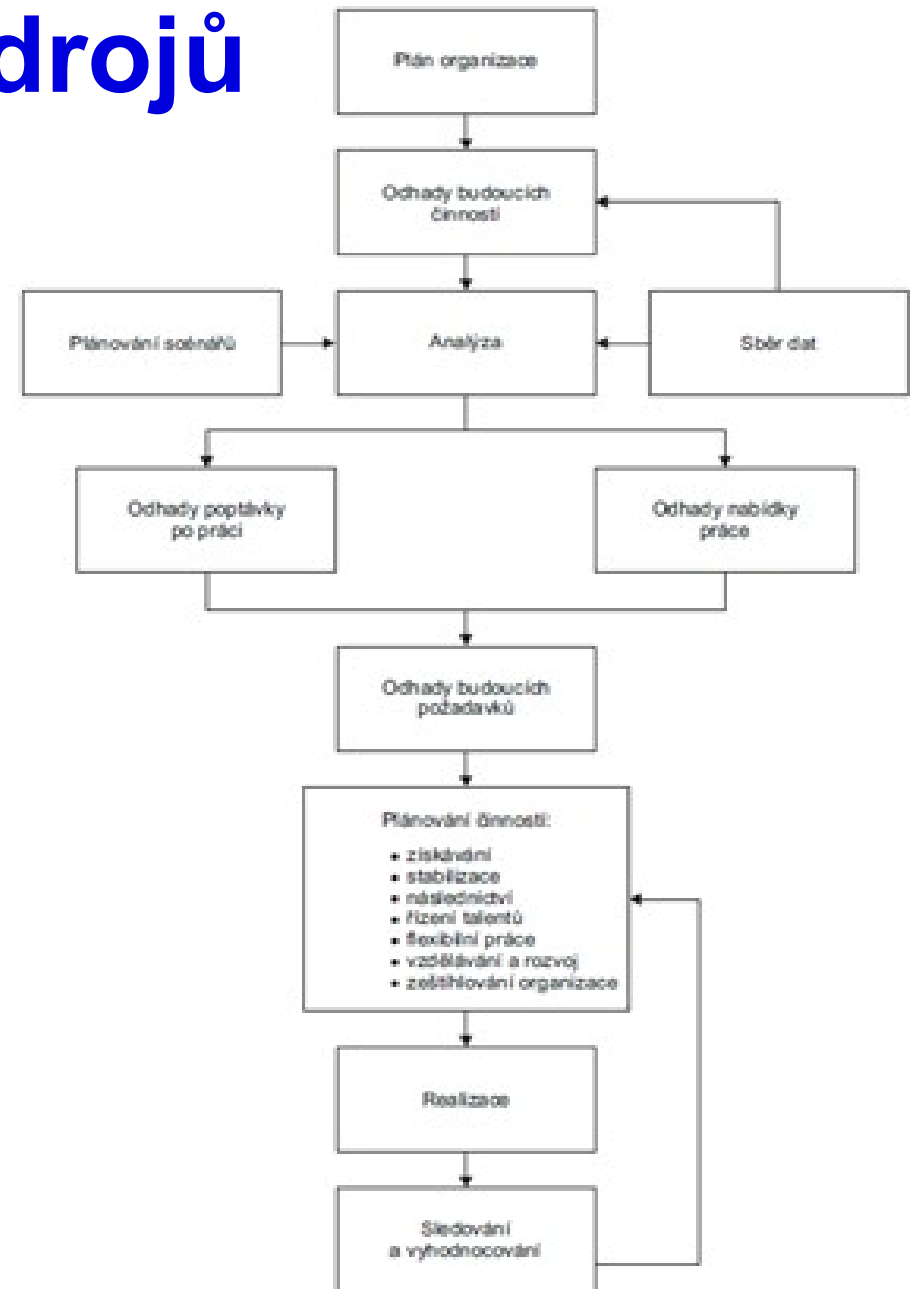 drojů
Plán organizace
Odhady budoucích
činností
Plánování scénářů
Analýza
Sběr dat
Odhady poptávky
po práci
Odhady nabídky
práce
Odhady budoucích
požadavků
Plánování činností:
• získávání
• stabilizace
• následnictví
• řízení talentů
• flexibilní práce
• vzdělávání a rozvoj
• zeštíhlování organizace
Realizace
Sledování
a vyhodnocování